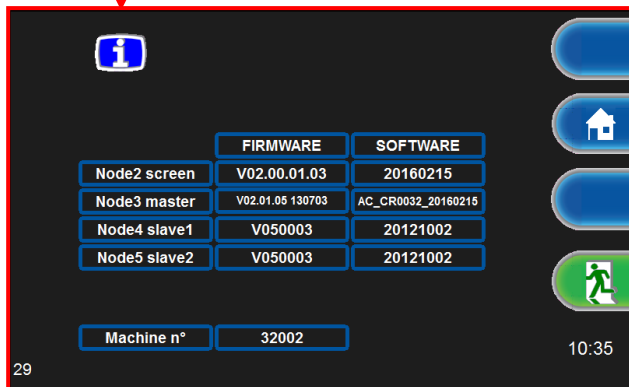 i
FIRMWARE SOFTWARE
Node2 screen V02.00.01.03 20160215
Node3 master V02.01.05 130703 AC_CR0032_20160215
Node4 slave1 V050003 20121002
Node5 slave2 V050003 20121002
Machine n° 32002
10:35
29